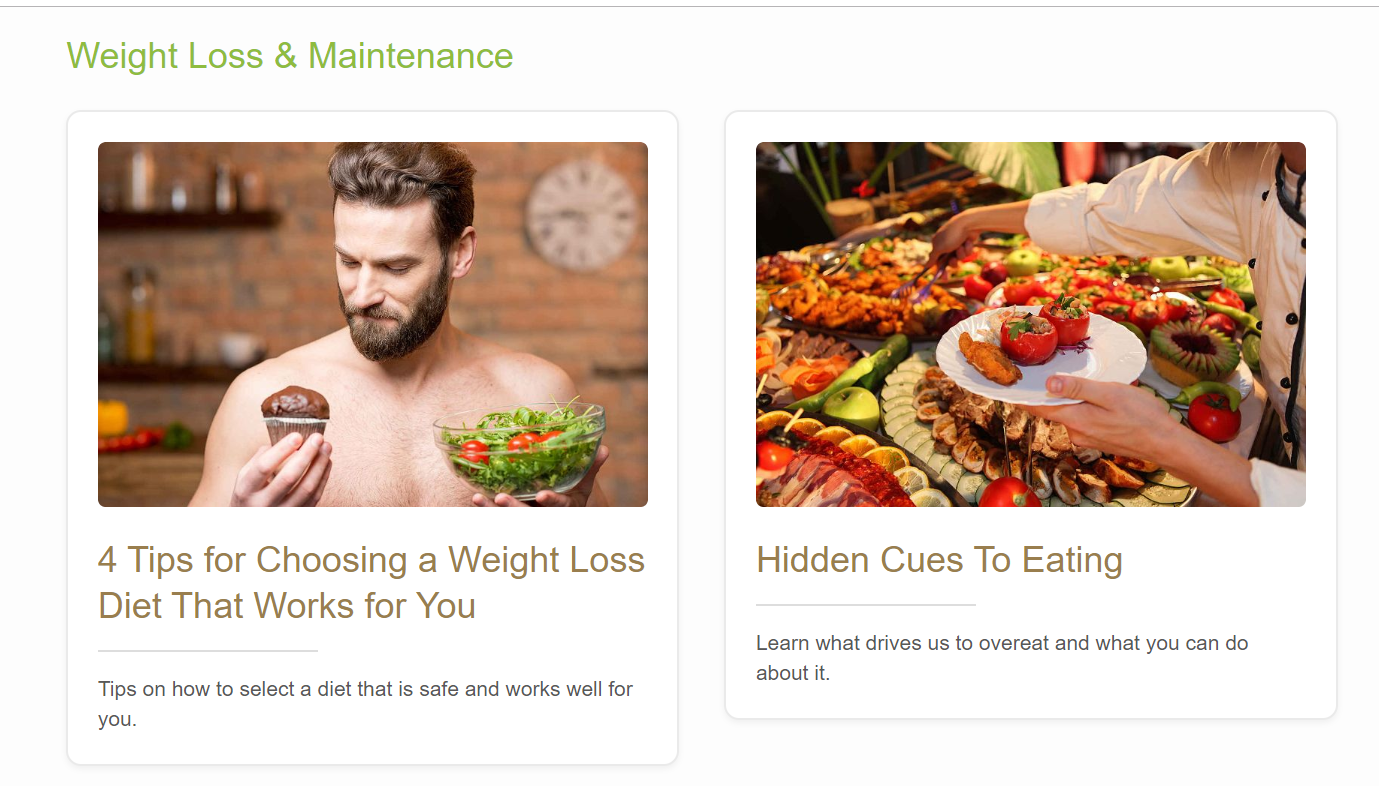 Weight Loss & Maintenance
4 Tips for Choosing a Weight Loss
Diet That Works for You
Tips on how to select a diet that is safe and works well for
you.
Hidden Cues To Eating
Learn what drives us to overeat and what you can do
about it.